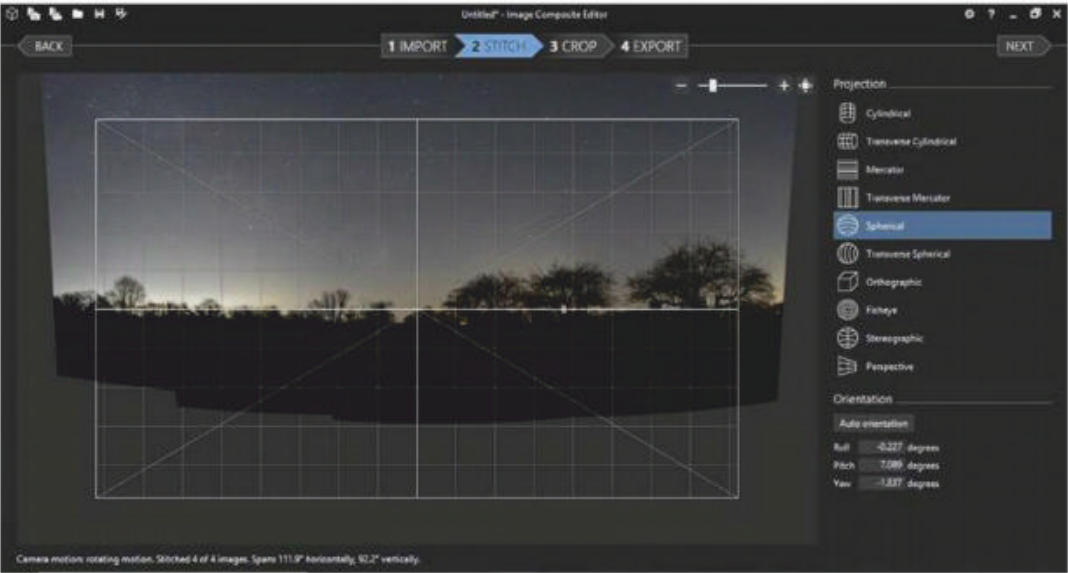 Untitled* - Image Composite Editor
?
BACK
1 IMPORT
2 STITCH
3 CROP
4 EXPORT
NEXT
Projection
Cylindrical
Transverse Cylindrical
Mercator
Transverse Mercator
Spherical
Transverse Spherical
Orthographic
Fisheye
Stereographic
Perspective
Orientation
Auto orientation
Roll -0.227 degrees
Pitch 7.089 degrees
Yaw -1.837 degrees
Camera motion: rotating motion. Stitched 4 of 4 images. Spans 111.9° horizontally, 92.2° vertically.